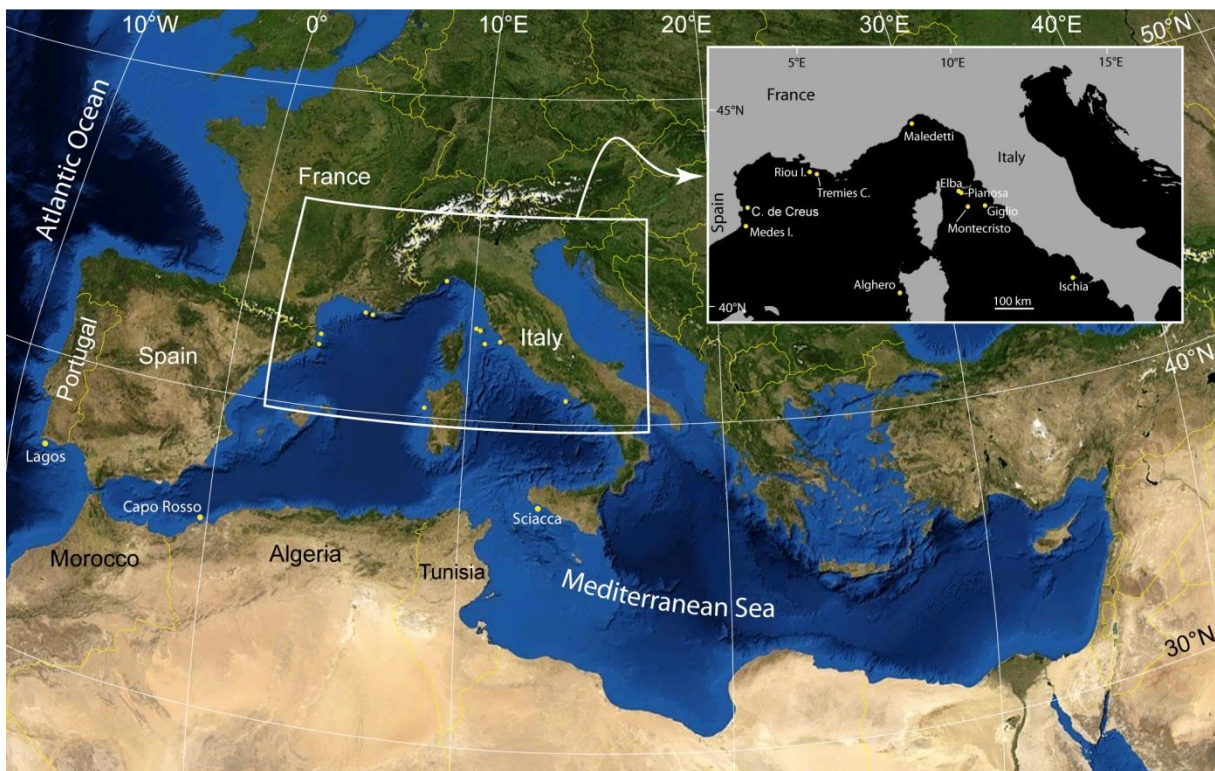 10°W
0°
10°E
20°E
30°E
40°E
50°N
Atlantic Ocean
France
Portugal
Spain
Italy
40°N
Lagos
Capo Rosso
Sciacca
Morocco
Algeria
Tunisia
Mediterranean Sea
30°N
5°E
10°E
15°E
France
45°N
Maledetti
Italy
Riou I.
Tremies C.
Elba
Pianosa
Spain
C. de Creus
Giglio
Montecristo
Medes I.
Alghero
Ischia
40°N
100 km